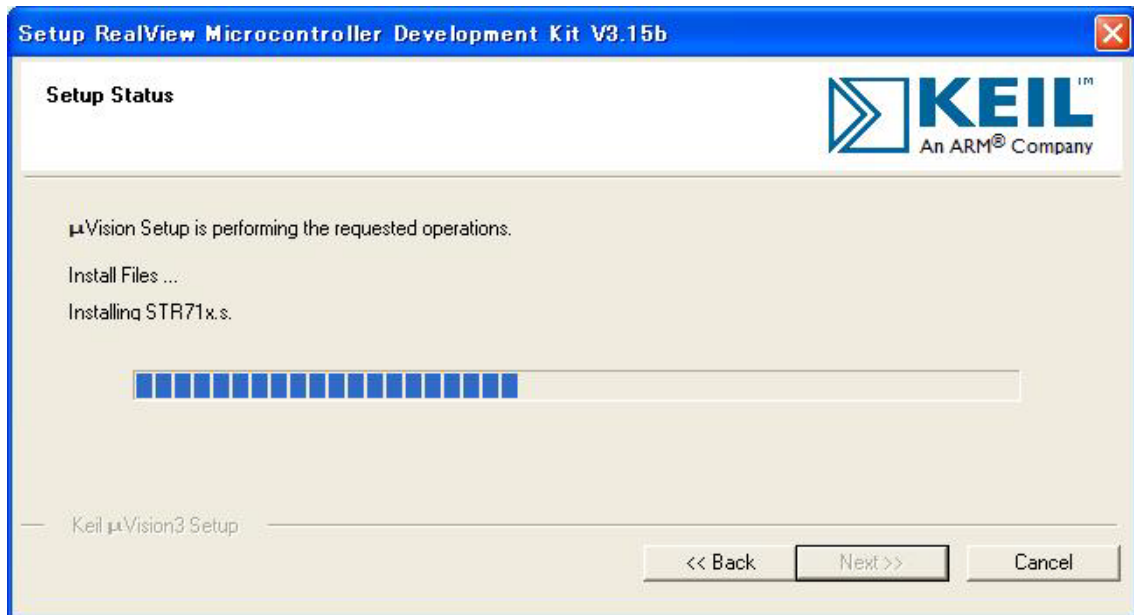 Setup RealView Microcontroller Development Kit V3.15b
Setup Status
KEIL™
An ARM® Company
µVision Setup is performing the requested operations.
Install Files ...
Installing STR71x.s.
Keil µVision3 Setup
<< Back
Next >>
Cancel